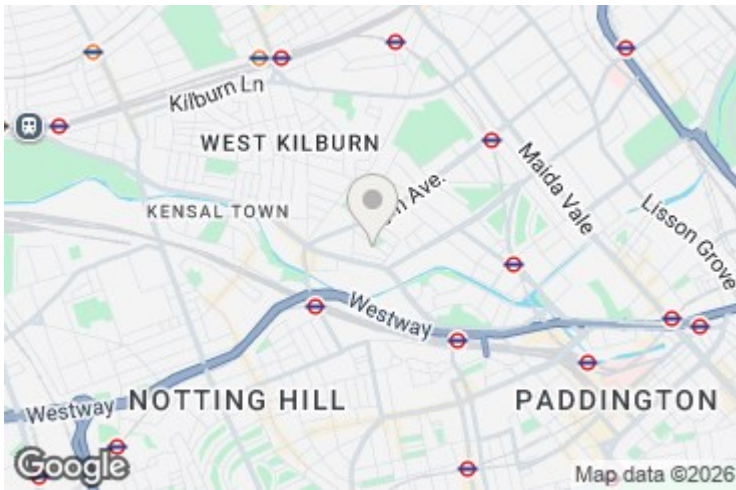 Kilburn Ln
WEST KILBURN
Maida Vale
KENSAL TOWN
Ave.
Lisson Grove
Westway
Westway
NOTTING HILL
PADDINGTON
Google
Map data ©2026